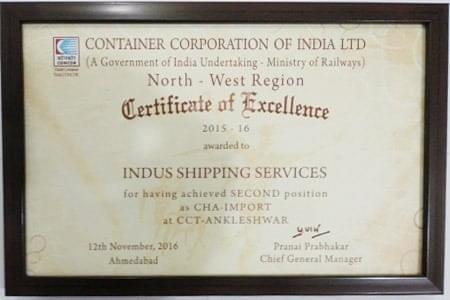 CONTAINER CORPORATION OF INDIA LTD
(A Government of India Undertaking - Ministry of Railways)
North - West Region
Certificate of Excellence
2015 - 16
awarded to
INDUS SHIPPING SERVICES
for having achieved SECOND position
as CHA-IMPORT
at CCT-ANKLESHWAR
12th November, 2016
Ahmedabad
Pranai Prabhakar
Chief General Manager